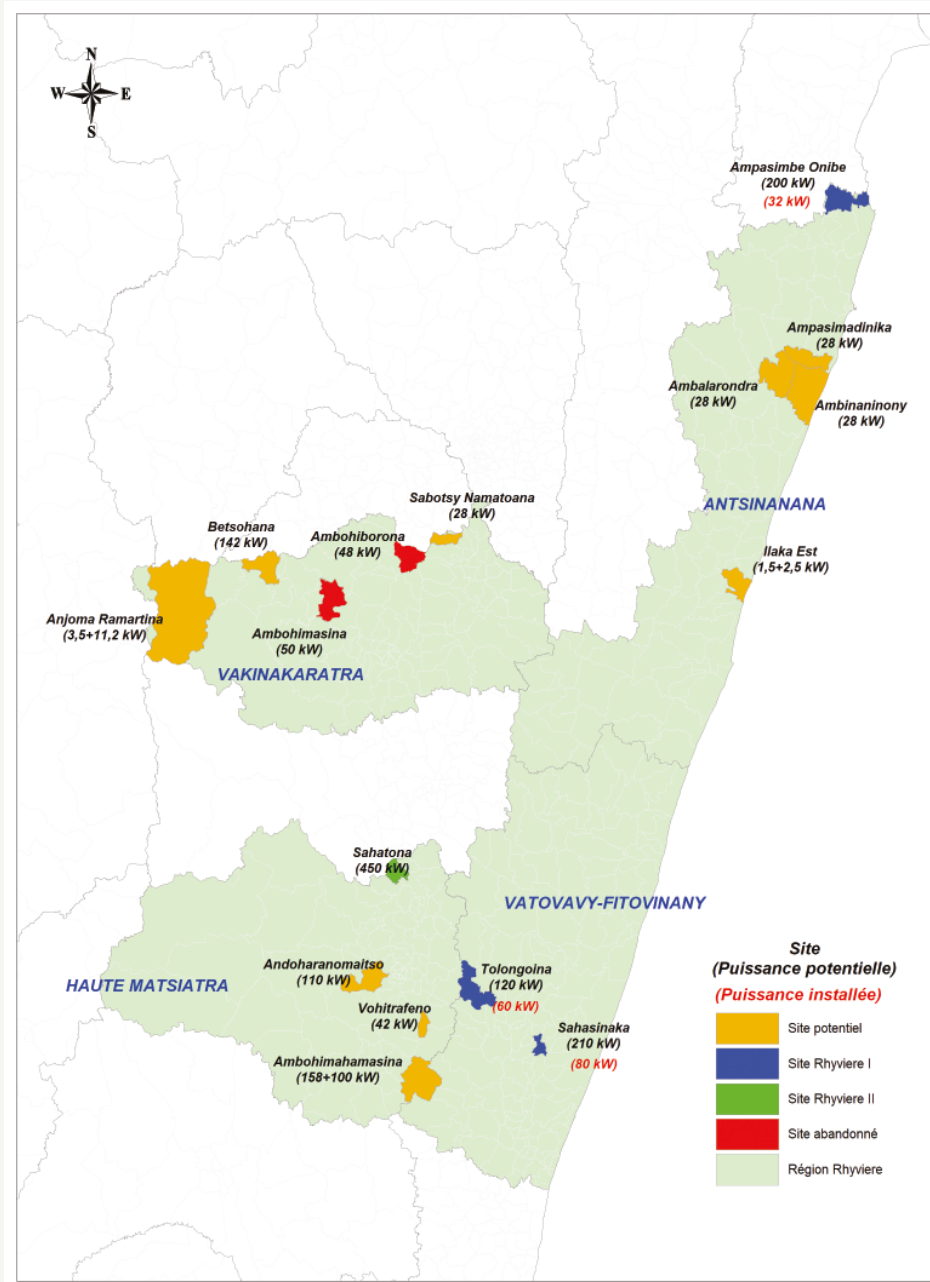 N
W
E
S
Ampasimbe Onibe
(200 kW)
(32 kW)
Ampasimadinika
(28 kW)
Ambalarondra
(28 kW)
Ambinaninony
(28 kW)
ANTSINANANA
Sabotsy Namatoana
(28 kW)
Betsohana
(142 kW)
Ambohiborona
(48 kW)
Ilaka Est
(1,5+2,5 kW)
Anjoma Ramartina
(3,5+11,2 kW)
Ambohimasina
(50 kW)
VAKINAKARATRA
Sahatona
(450 kW)
VATOVAVY-FITOVINANY
Andoharanomaitso
(110 kW)
HAUTE MATSIATRA
Tolongoina
(120 kW)
(60 kW)
Vohitrafeno
(42 kW)
Sahasinaka
(210 kW)
(80 kW)
Ambohimahamasina
(158+100 kW)
Site
(Puissance potentielle)
(Puissance installée)
Site potentiel
Site Rhyviere I
Site Rhyviere II
Site abandonné
Région Rhyviere